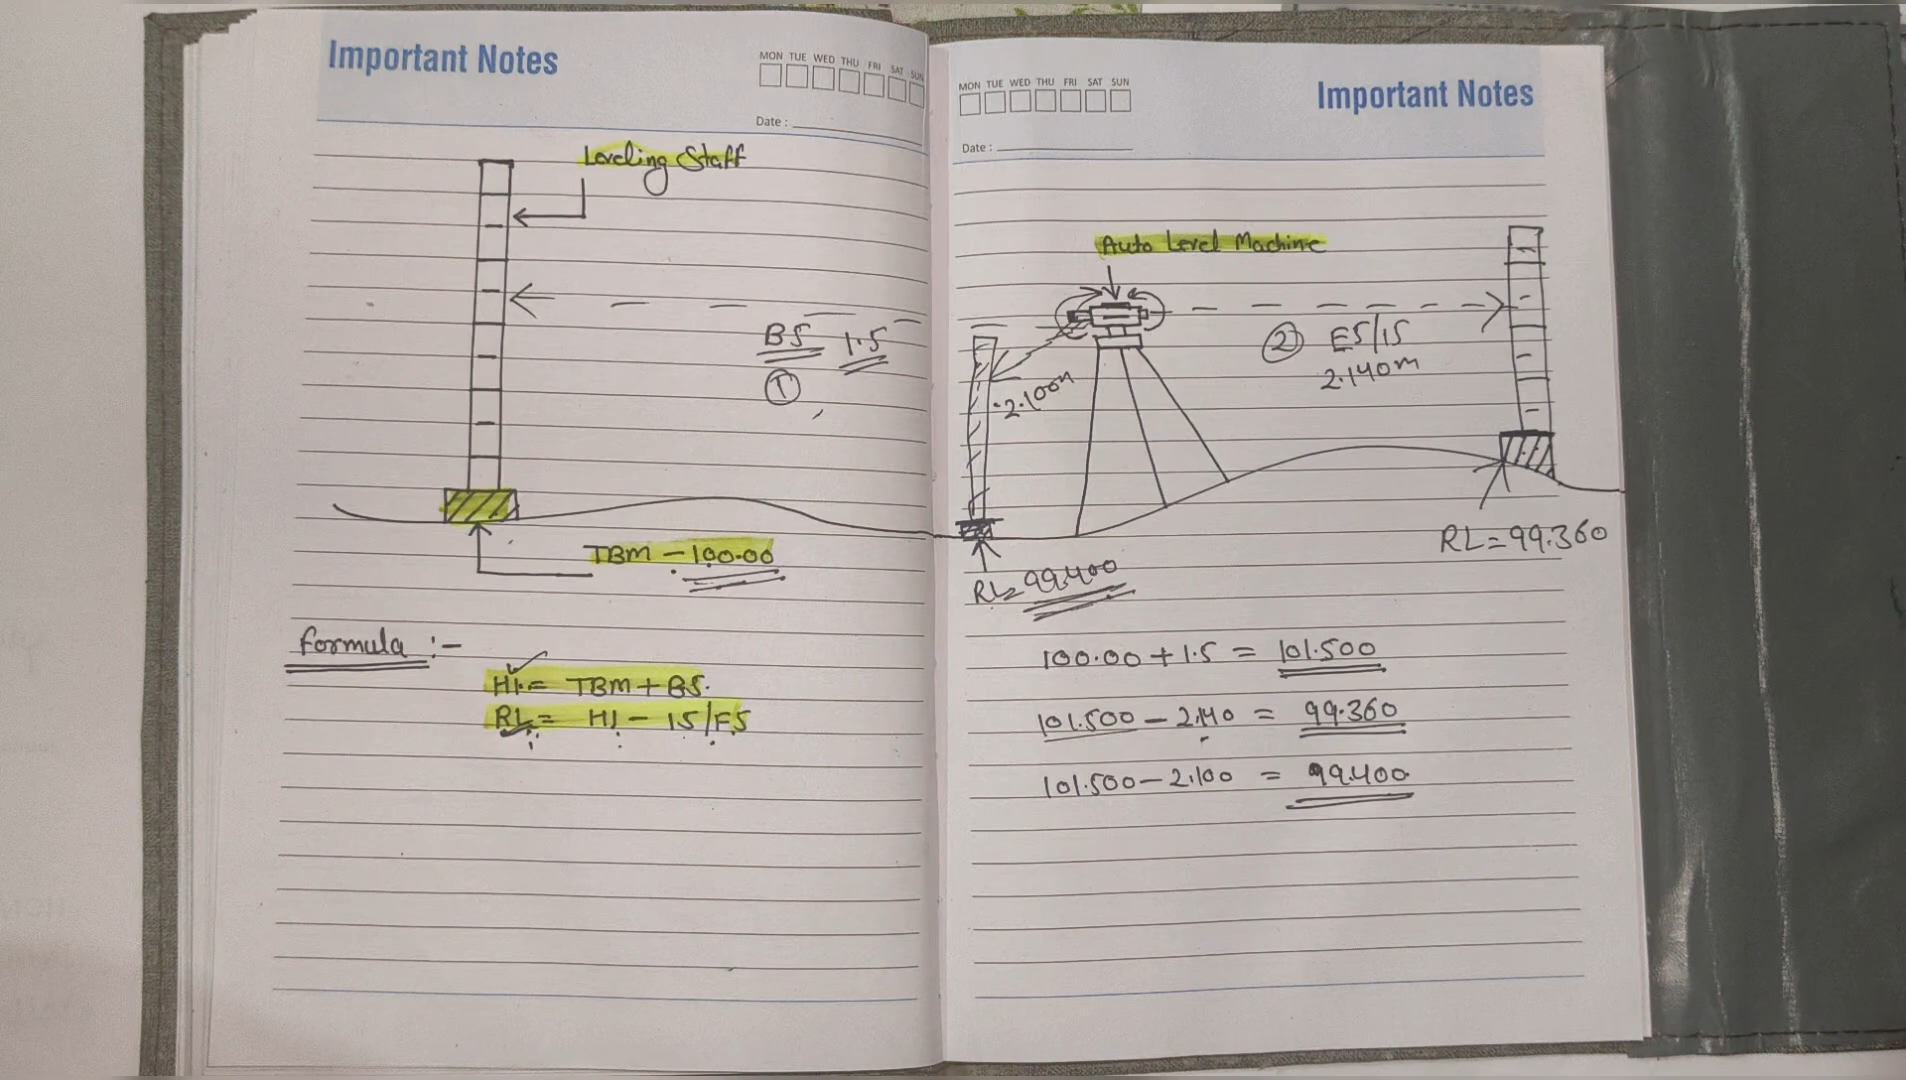 Important Notes
MON TUE WED THU FRI SAT SUN
Date :
Leveling Staff
BS 1.5
1
TBM - 100.00
formula :-
HI = TBM + BS.
RL = HI - IS/FS
MON TUE WED THU FRI SAT SUN
Important Notes
Date :
Auto Level Machine
2 FS/IS
2.140m
2.100m
RL = 99.360
RL = 99.400
100.00 + 1.5 = 101.500
101.500 - 2.140 = 99.360
101.500 - 2.100 = 99.400